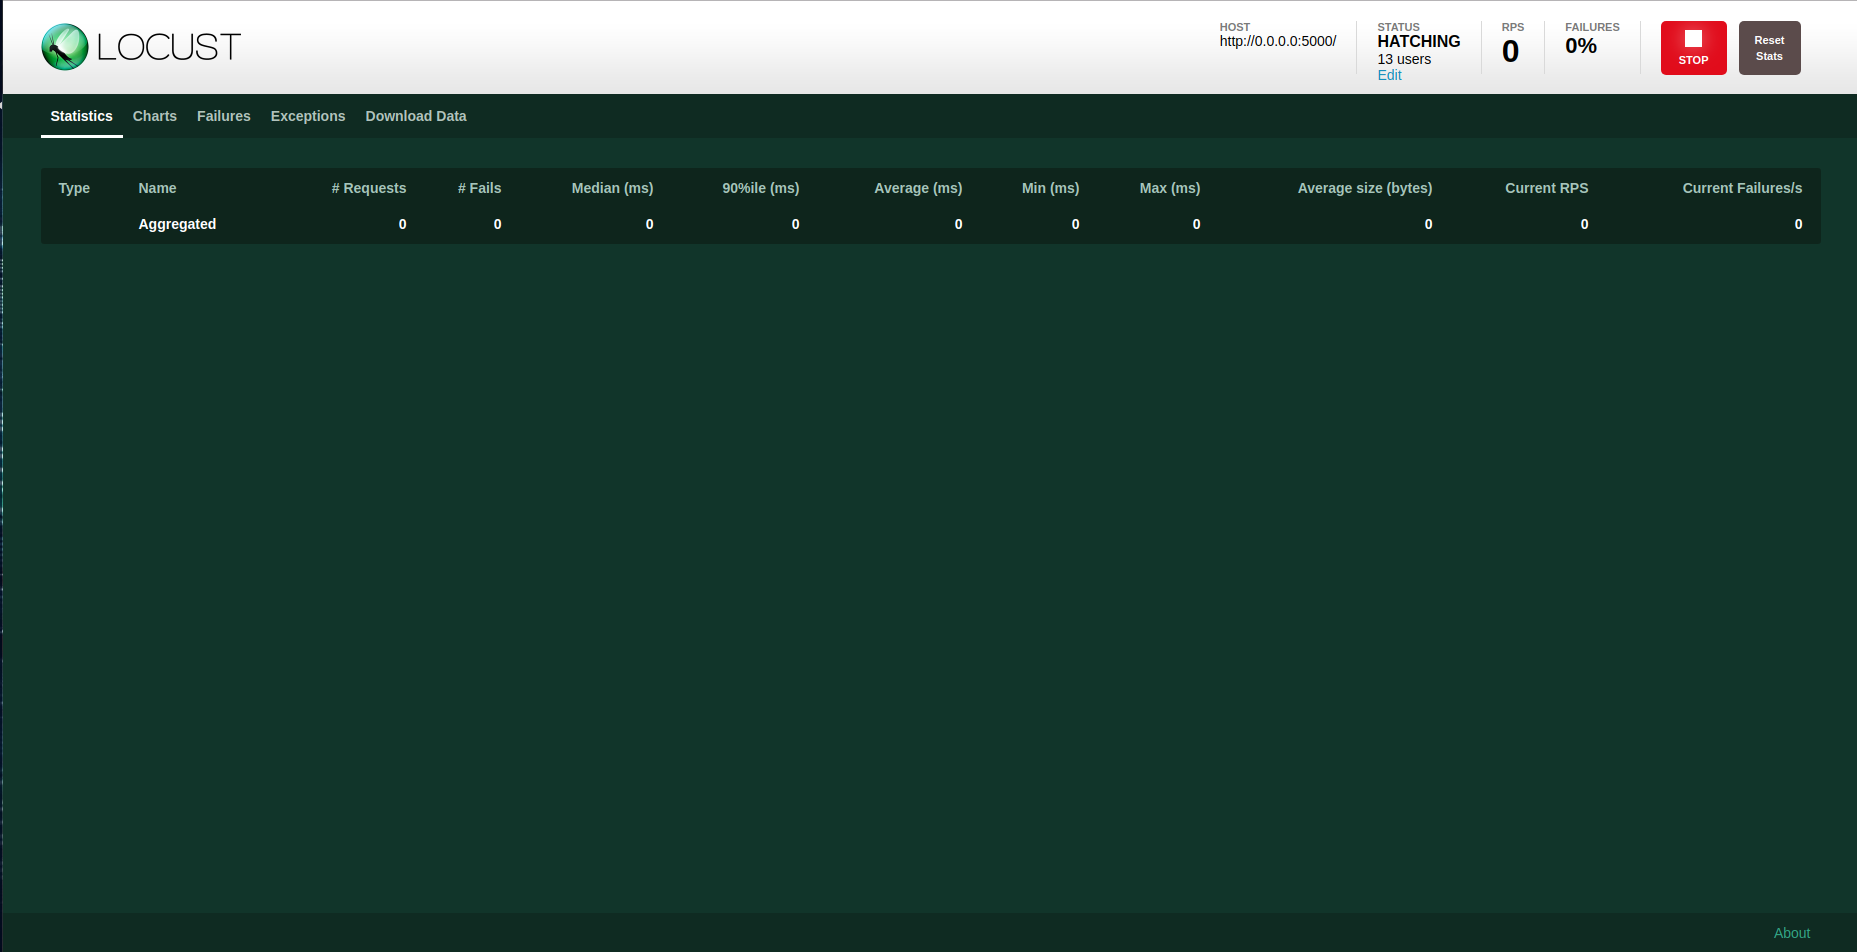 LOCUST
HOST
http://0.0.0.0:5000/
STATUS
HATCHING
13 users
Edit
RPS
0
FAILURES
0%
STOP
Reset
Stats
Statistics Charts Failures Exceptions Download Data
Type Name # Requests # Fails Median (ms) 90%ile (ms) Average (ms) Min (ms) Max (ms) Average size (bytes) Current RPS Current Failures/s
Aggregated 0 0 0 0 0 0 0 0 0 0
About